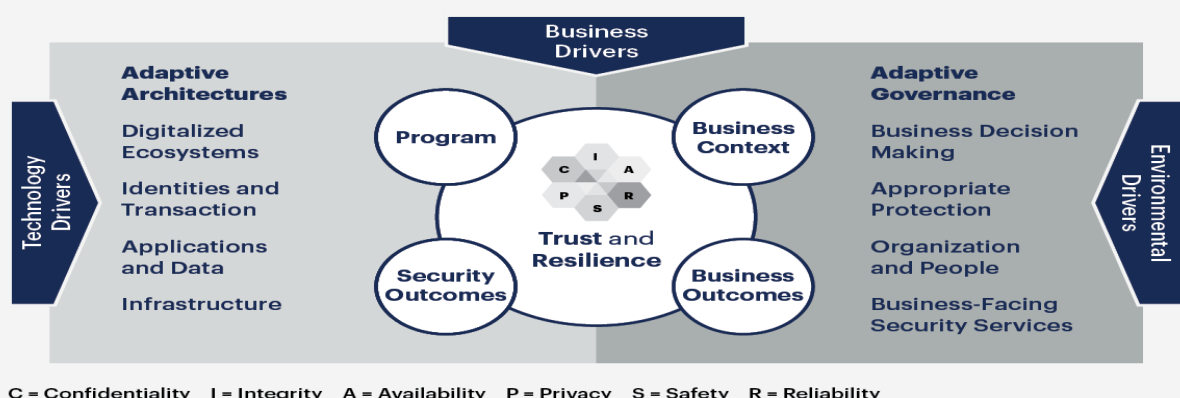 Business
Drivers
Technology
Drivers
Adaptive
Architectures
Digitalized
Ecosystems
Identities and
Transaction
Applications
and Data
Infrastructure
Program
Business
Context
Security
Outcomes
Business
Outcomes
I
C
A
P
R
S
Trust and
Resilience
Adaptive
Governance
Business Decision
Making
Appropriate
Protection
Organization
and People
Business-Facing
Security Services
Environmental
Drivers
C = Confidentiality I = Integrity A = Availability P = Privacy S = Safety R = Reliability